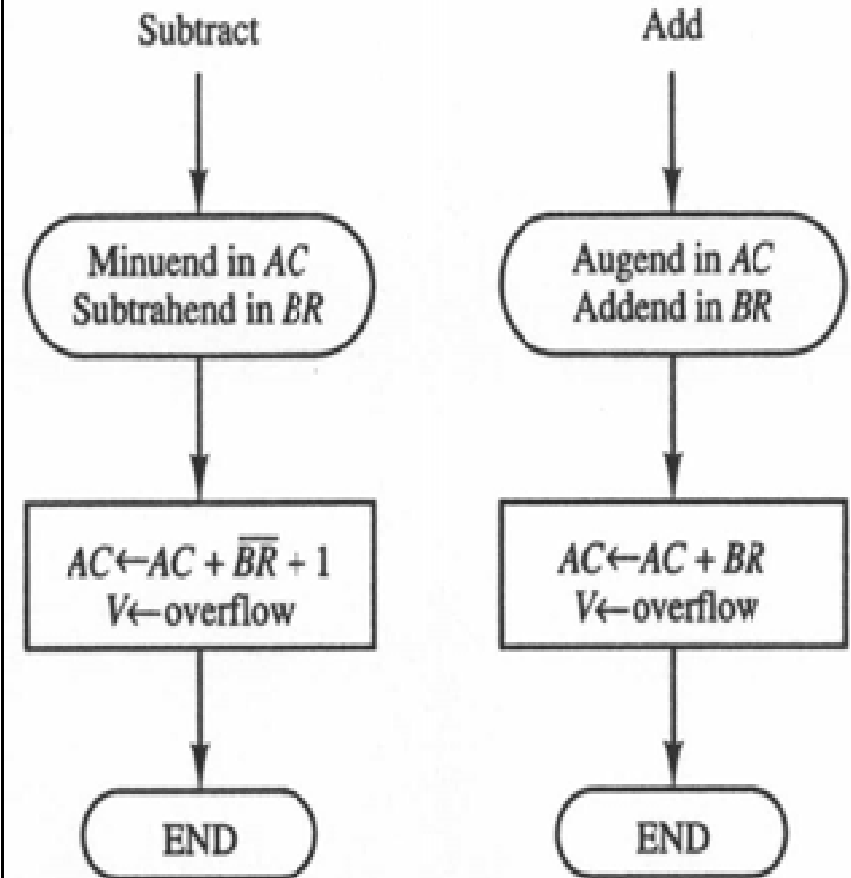 Subtract
Minuend in AC
Subtrahend in BR
AC←AC + B̅R̅ + 1
V←overflow
END
Add
Augend in AC
Addend in BR
AC←AC + BR
V←overflow
END